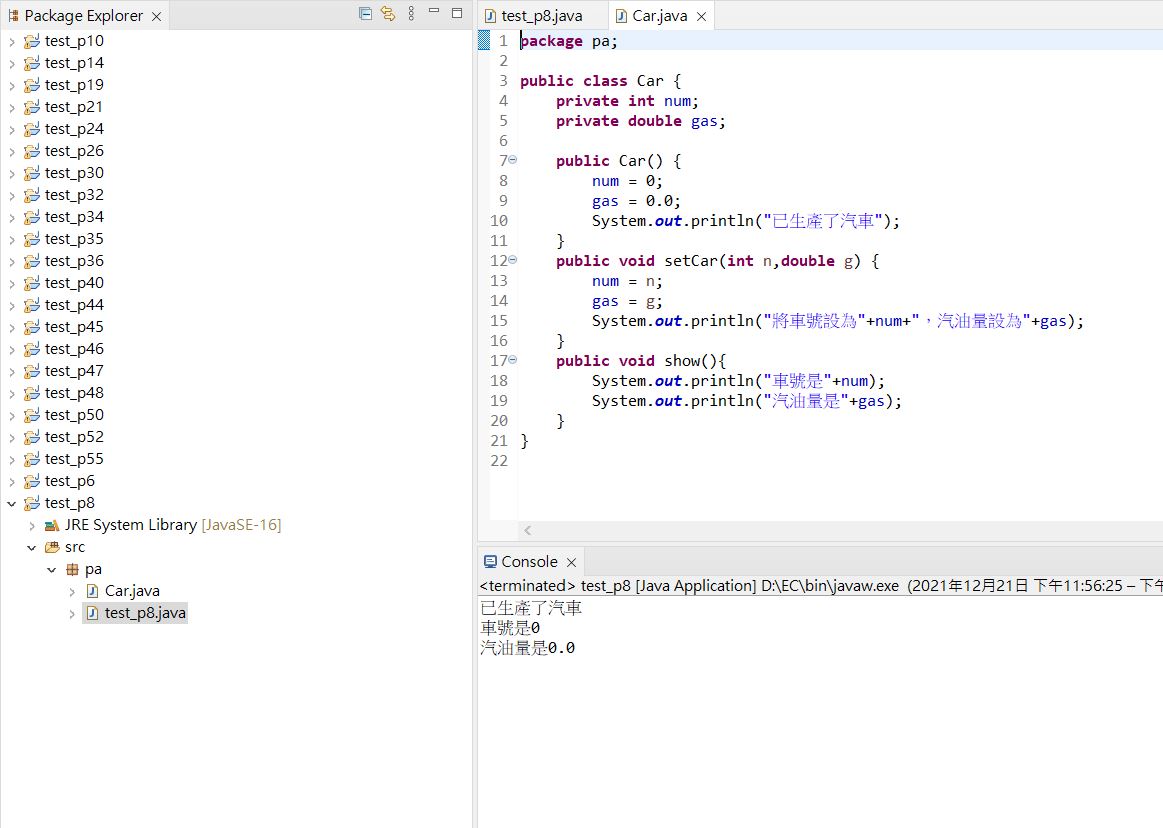 Package Explorer
test_p10
test_p14
test_p19
test_p21
test_p24
test_p26
test_p30
test_p32
test_p34
test_p35
test_p36
test_p40
test_p44
test_p45
test_p46
test_p47
test_p48
test_p50
test_p52
test_p55
test_p6
test_p8
JRE System Library [JavaSE-16]
src
pa
Car.java
test_p8.java
test_p8.java Car.java
1 package pa;
2
3 public class Car {
4     private int num;
5     private double gas;
6
7     public Car() {
8         num = 0;
9         gas = 0.0;
10         System.out.println("已生產了汽車");
11     }
12     public void setCar(int n,double g) {
13         num = n;
14         gas = g;
15         System.out.println("將車號設為"+num+"，汽油量設為"+gas);
16     }
17     public void show(){
18         System.out.println("車號是"+num);
19         System.out.println("汽油量是"+gas);
20     }
21 }
22
Console
<terminated> test_p8 [Java Application] D:\EC\bin\javaw.exe (2021年12月21日 下午11:56:25 – 下午
已生產了汽車
車號是0
汽油量是0.0